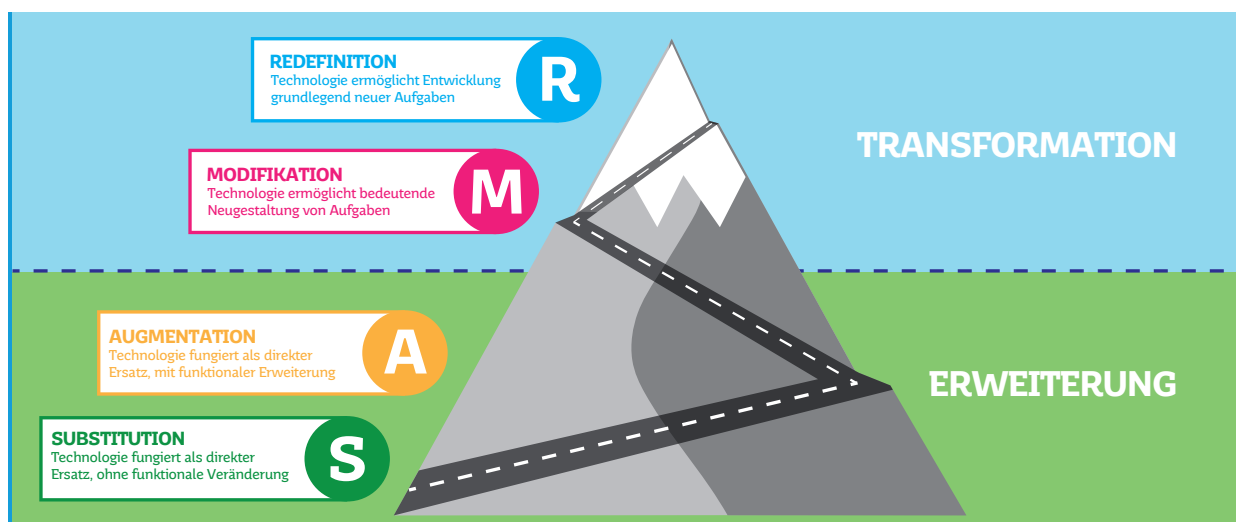 REDEFINITION
Technologie ermöglicht Entwicklung
grundlegend neuer Aufgaben
R
MODIFIKATION
Technologie ermöglicht bedeutende
Neugestaltung von Aufgaben
M
TRANSFORMATION
AUGMENTATION
Technologie fungiert als direkter
Ersatz, mit funktionaler Erweiterung
A
ERWEITERUNG
SUBSTITUTION
Technologie fungiert als direkter
Ersatz, ohne funktionale Veränderung
S